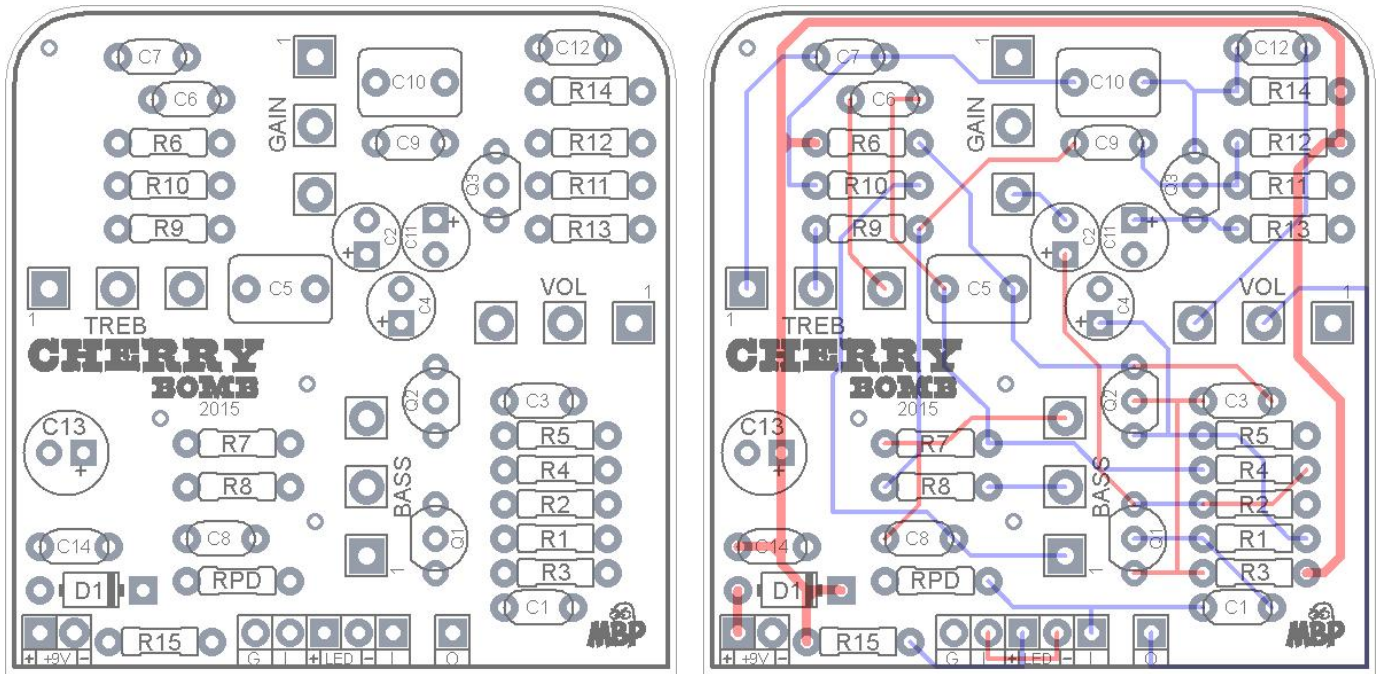 C7
C12
1
C10
R14
C6
GAIN
R6
C9
R12
R10
Q3
R11
R9
C2
C11
+
R13
+
C5
C4
VOL
1
1
TREB
+
CHERRY
BOMB
2015
Q2
C3
C13
R7
R5
+
BASS
R4
R8
R2
C14
C8
Q1
R1
1
D1
RPD
R3
C1
MBP
R15
+ +9V - G I + LED - I O
C7
C12
1
C10
R14
C6
GAIN
R6
C9
R12
R10
Q3
R11
R9
C2
C11
+
R13
+
C5
C4
VOL
1
1
TREB
+
CHERRY
BOMB
2015
Q2
C3
C13
R7
R5
+
BASS
R4
R8
R2
C14
C8
Q1
R1
1
D1
RPD
R3
C1
MBP
R15
+ +9V - G I + LED - I O